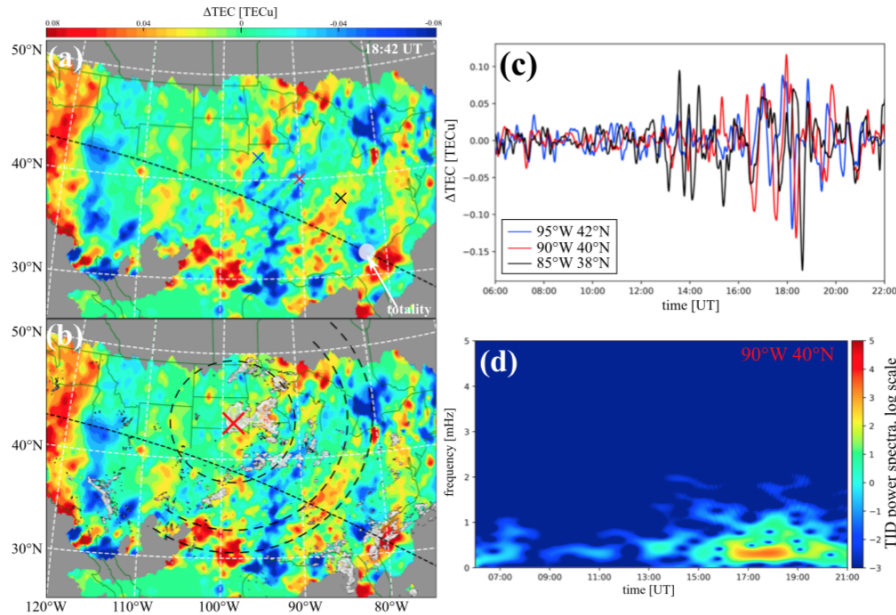 ΔTEC [TECu]
0.08 0.04 0 -0.04 -0.08
(a)
18:42 UT
50°N
40°N
30°N
totality
(b)
50°N
40°N
30°N
120°W 110°W 100°W 90°W 80°W
(c)
ΔTEC [TECu]
0.10
0.05
0.00
-0.05
-0.10
-0.15
95°W 42°N
90°W 40°N
85°W 38°N
06:00 08:00 10:00 12:00 14:00 16:00 18:00 20:00 22:00
time [UT]
(d)
90°W 40°N
frequency [mHz]
5
4
3
2
1
0
07:00 09:00 11:00 13:00 15:00 17:00 19:00 21:00
time [UT]
5
4
3
2
1
0
-1
-2
-3
TID power spectra, log scale